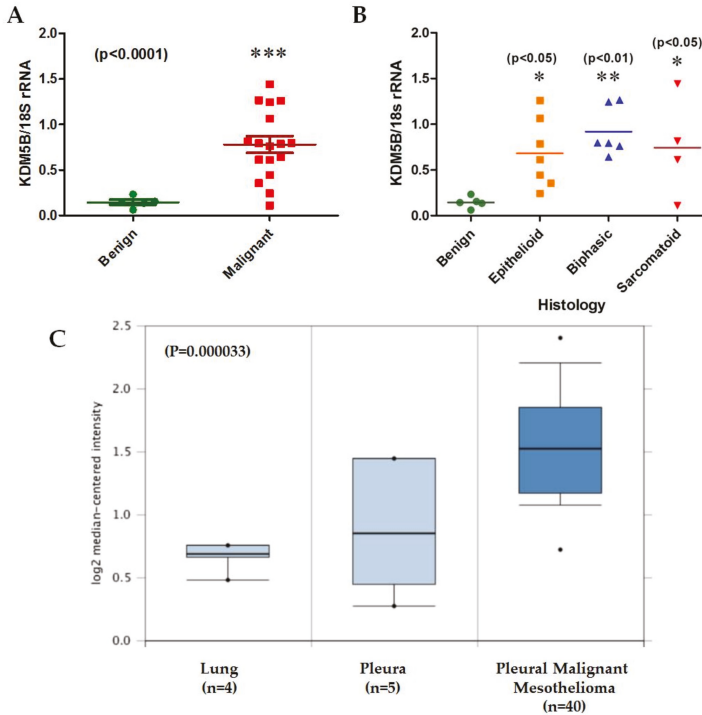 A
KDM5B/18S rRNA
2.0
1.5
1.0
0.5
0.0
(p<0.0001)
***
Benign
Malignant
B
KDM5B/18s rRNA
2.0
1.5
1.0
0.5
0.0
(p<0.05)
*
(p<0.01)
**
(p<0.05)
*
Benign
Epithelioid
Biphasic
Sarcomatoid
Histology
C
log2 median-centered intensity
2.5
2.0
1.5
1.0
0.5
0.0
(P=0.000033)
Lung
(n=4)
Pleura
(n=5)
Pleural Malignant
Mesothelioma
(n=40)